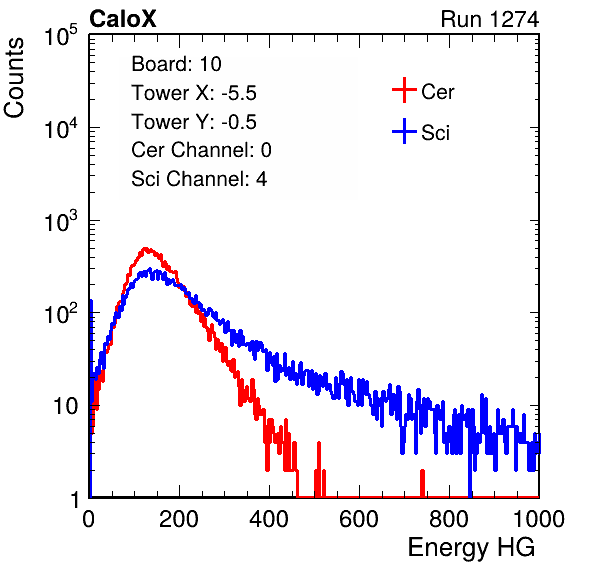 CaloX Run 1274
Counts
10^5
Board: 10
Tower X: -5.5
Tower Y: -0.5
Cer Channel: 0
Sci Channel: 4
Cer
Sci
10^4
10^3
10^2
10
1
0 200 400 600 800 1000
Energy HG